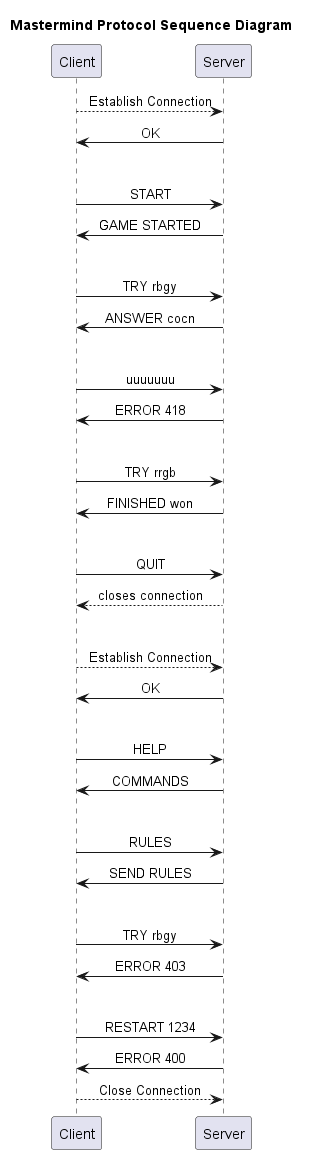 Mastermind Protocol Sequence Diagram
Client Server
Establish Connection
OK
START
GAME STARTED
TRY rbgy
ANSWER cocn
uuuuuuu
ERROR 418
TRY rrgb
FINISHED won
QUIT
closes connection
Establish Connection
OK
HELP
COMMANDS
RULES
SEND RULES
TRY rbgy
ERROR 403
RESTART 1234
ERROR 400
Close Connection
Client Server